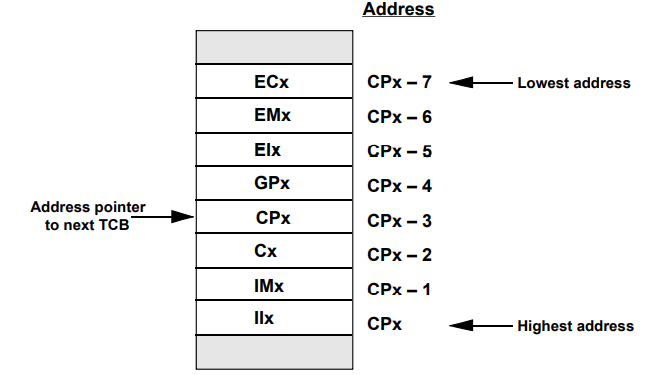 Address
ECx CPx – 7 Lowest address
EMx CPx – 6
EIx CPx – 5
GPx CPx – 4
Address pointer
to next TCB
CPx CPx – 3
Cx CPx – 2
IMx CPx – 1
IIx CPx Highest address